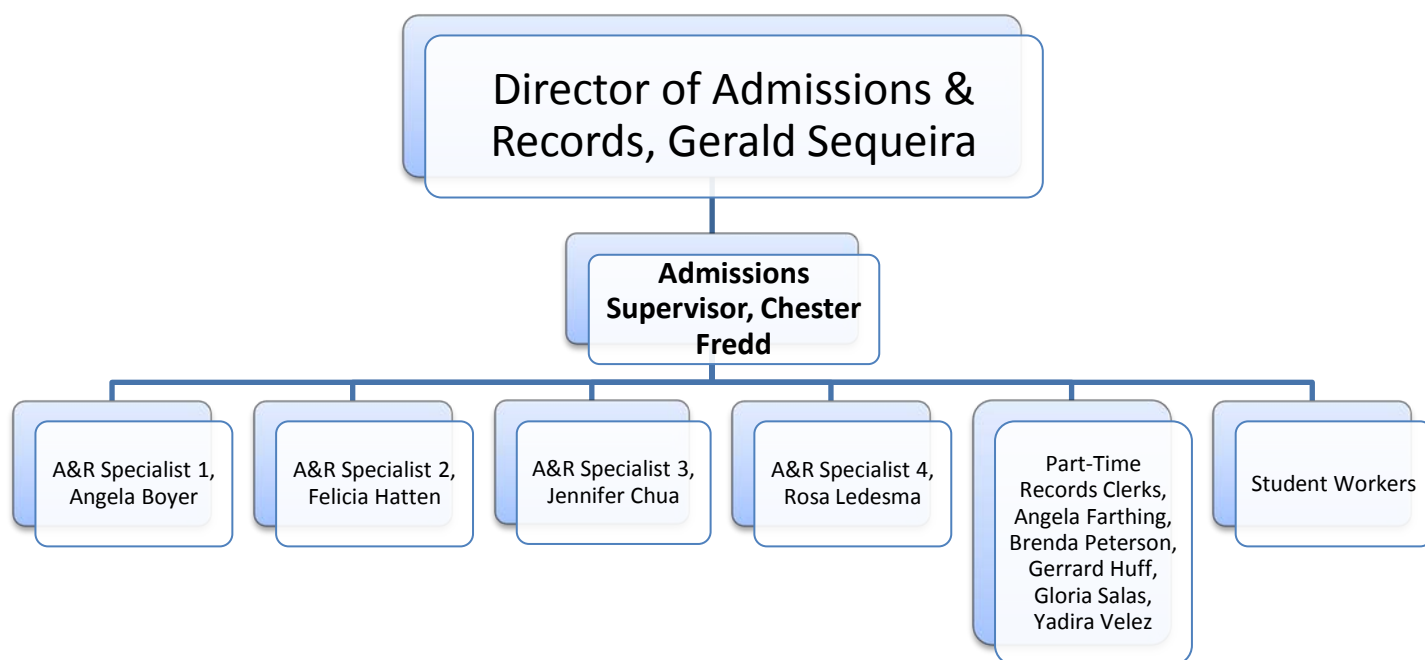 Director of Admissions &
Records, Gerald Sequeira
Admissions
Supervisor, Chester
Fredd
A&R Specialist 1,
Angela Boyer
A&R Specialist 2,
Felicia Hatten
A&R Specialist 3,
Jennifer Chua
A&R Specialist 4,
Rosa Ledesma
Part-Time
Records Clerks,
Angela Farthing,
Brenda Peterson,
Gerrard Huff,
Gloria Salas,
Yadira Velez
Student Workers